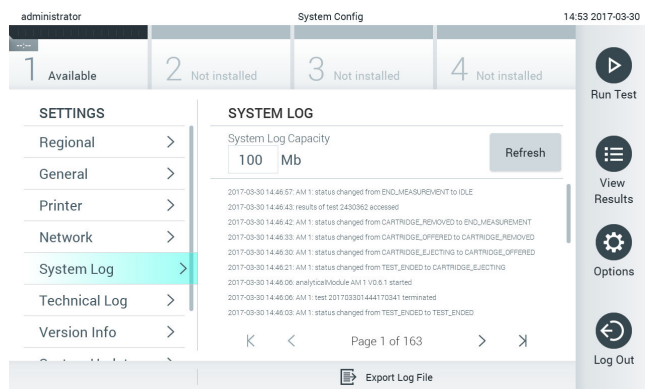 administrator System Config 14:53 2017-03-30
--:--
1 Available 2 Not installed 3 Not installed 4 Not installed
Run Test
SETTINGS
Regional
General
Printer
Network
System Log
Technical Log
Version Info
SYSTEM LOG
System Log Capacity
100 Mb
Refresh
2017-03-30 14:46:57: AM 1: status changed from END_MEASUREMENT to IDLE
2017-03-30 14:46:43: results of test 2430362 accessed
2017-03-30 14:46:42: AM 1: status changed from CARTRIDGE_REMOVED to END_MEASUREMENT
2017-03-30 14:46:33: AM 1: status changed from CARTRIDGE_OFFERED to CARTRIDGE_REMOVED
2017-03-30 14:46:30: AM 1: status changed from CARTRIDGE_EJECTING to CARTRIDGE_OFFERED
2017-03-30 14:46:21: AM 1: status changed from TEST_ENDED to CARTRIDGE_EJECTING
2017-03-30 14:46:06: analyticalModule AM 1 V0.6.1 started
2017-03-30 14:46:06: AM 1: test 201703301444170341 terminated
2017-03-30 14:46:03: AM 1: status changed from TEST_ENDED to TEST_ENDED
Page 1 of 163
Export Log File
View
Results
Options
Log Out